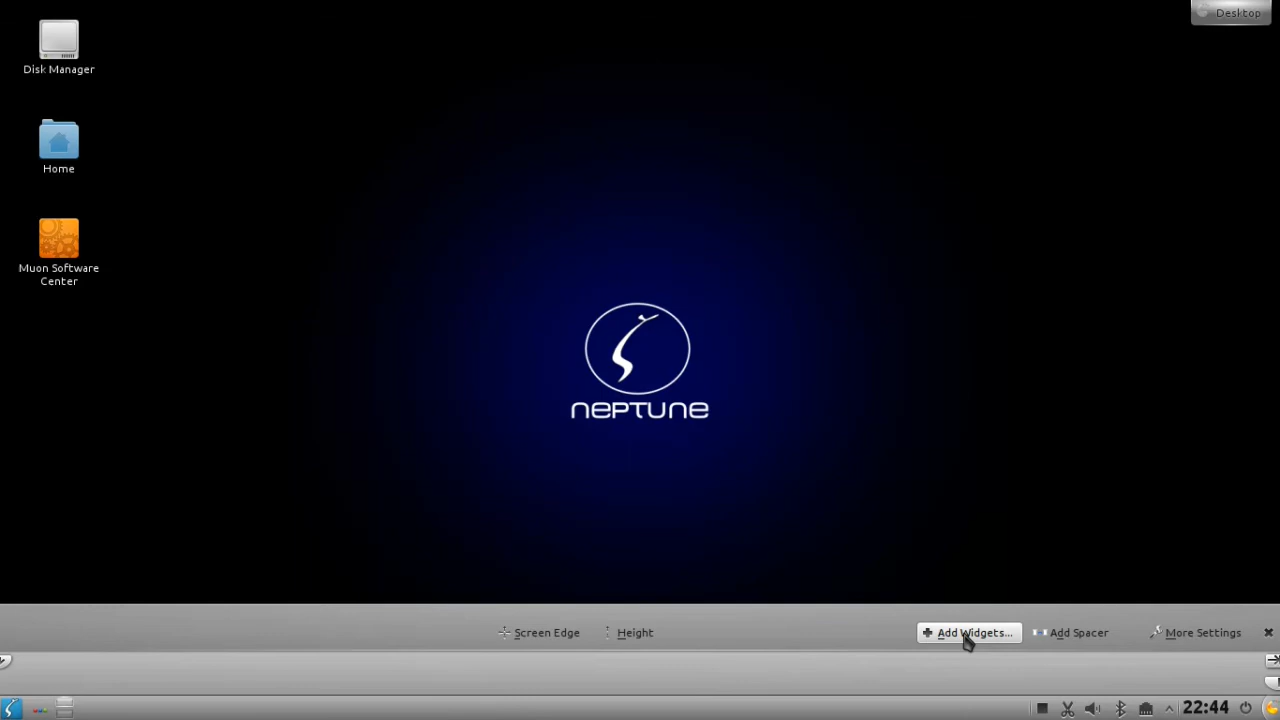 Desktop
Disk Manager
Home
Muon Software
Center
NEPTUNE
Screen Edge
Height
Add Widgets...
Add Spacer
More Settings
22:44